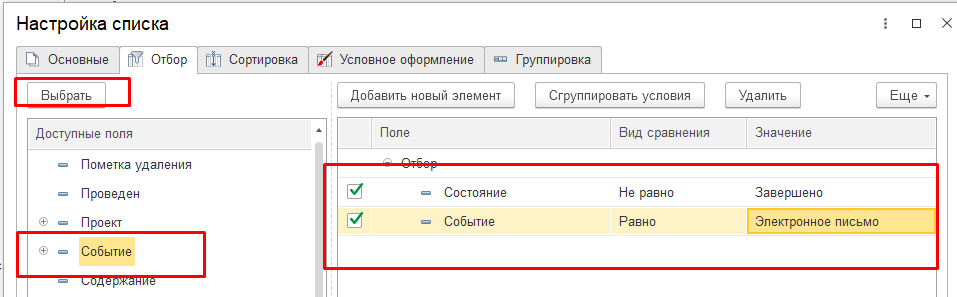 Настройка списка
Основные Отбор Сортировка Условное оформление Группировка
Выбрать Добавить новый элемент Сгруппировать условия Удалить Еще
Доступные поля Поле Вид сравнения Значение
Пометка удаления Отбор
Проведен Состояние Не равно Завершено
Проект Событие Равно Электронное письмо
Событие
Содержание